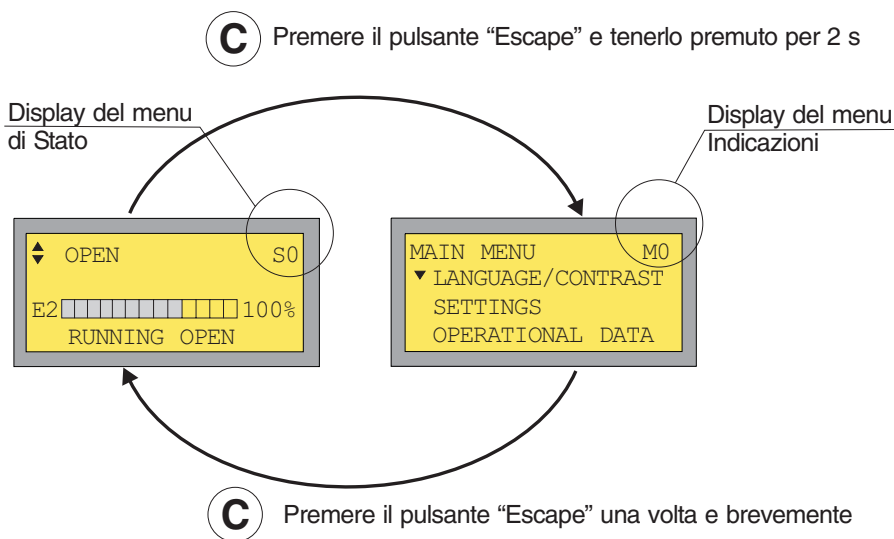 C Premere il pulsante “Escape” e tenerlo premuto per 2 s
Display del menu
di Stato
Display del menu
Indicazioni
OPEN S0
E2 100%
RUNNING OPEN
MAIN MENU M0
LANGUAGE/CONTRAST
SETTINGS
OPERATIONAL DATA
C Premere il pulsante “Escape” una volta e brevemente